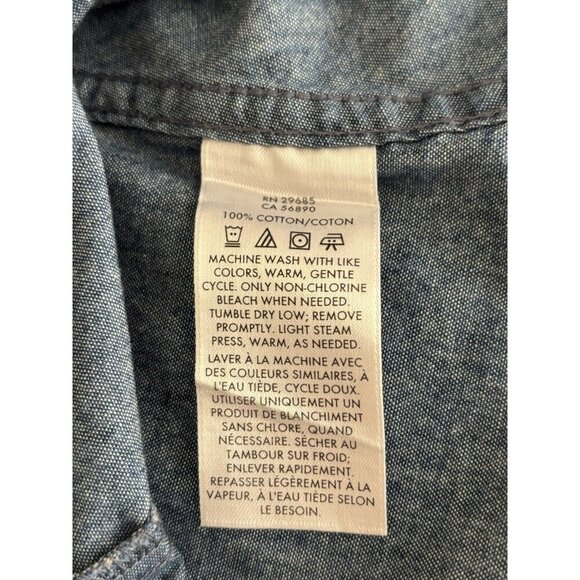 RN 29685
CA 56890
100% COTTON/COTON
MACHINE WASH WITH LIKE
COLORS, WARM, GENTLE
CYCLE. ONLY NON-CHLORINE
BLEACH WHEN NEEDED.
TUMBLE DRY LOW; REMOVE
PROMPTLY. LIGHT STEAM
PRESS, WARM, AS NEEDED.
LAVER À LA MACHINE AVEC
DES COULEURS SIMILAIRES, À
L'EAU TIÈDE, CYCLE DOUX.
UTILISER UNIQUEMENT UN
PRODUIT DE BLANCHIMENT
SANS CHLORE, QUAND
NÉCESSAIRE. SÉCHER AU
TAMBOUR SUR FROID;
ENLEVER RAPIDEMENT.
REPASSER LÉGÈREMENT À LA
VAPEUR, À L'EAU TIÈDE SELON
LE BESOIN.